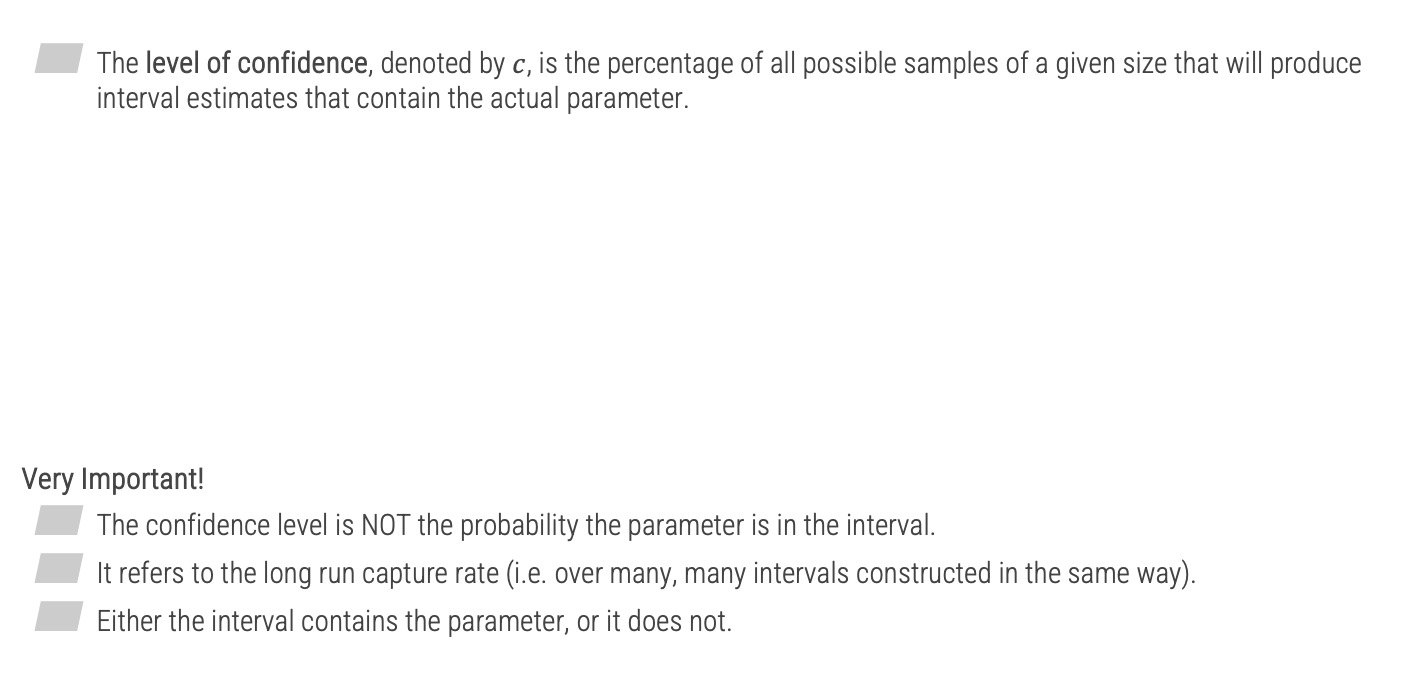 The level of confidence, denoted by c, is the percentage of all possible samples of a given size that will produce
interval estimates that contain the actual parameter.
Very Important!
The confidence level is NOT the probability the parameter is in the interval.
It refers to the long run capture rate (i.e. over many, many intervals constructed in the same way).
Either the interval contains the parameter, or it does not.